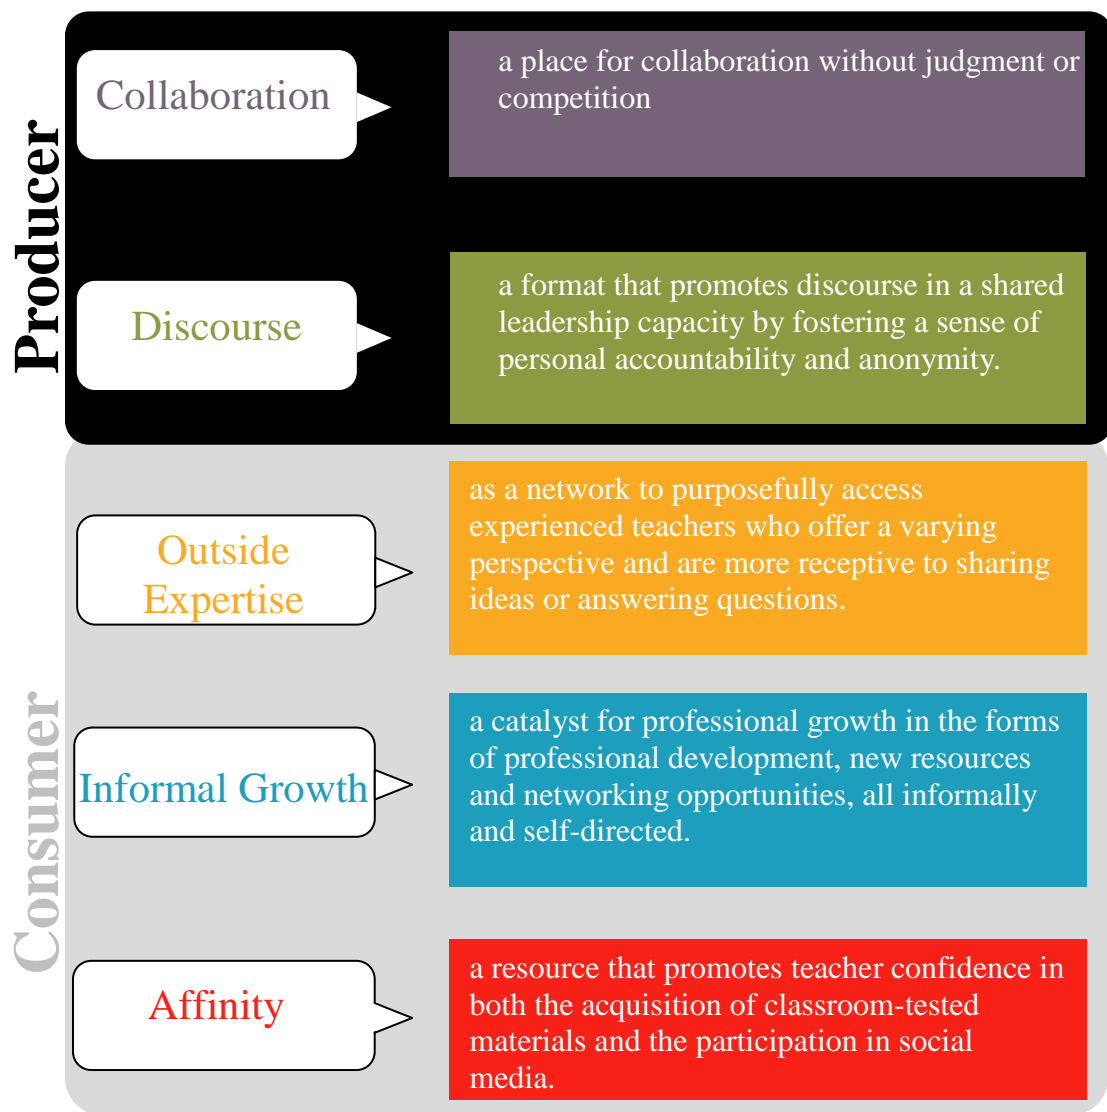 Producer
Collaboration
a place for collaboration without judgment or
competition
Discourse
a format that promotes discourse in a shared
leadership capacity by fostering a sense of
personal accountability and anonymity.
Consumer
Outside
Expertise
as a network to purposefully access
experienced teachers who offer a varying
perspective and are more receptive to sharing
ideas or answering questions.
Informal Growth
a catalyst for professional growth in the forms
of professional development, new resources
and networking opportunities, all informally
and self-directed.
Affinity
a resource that promotes teacher confidence in
both the acquisition of classroom-tested
materials and the participation in social
media.